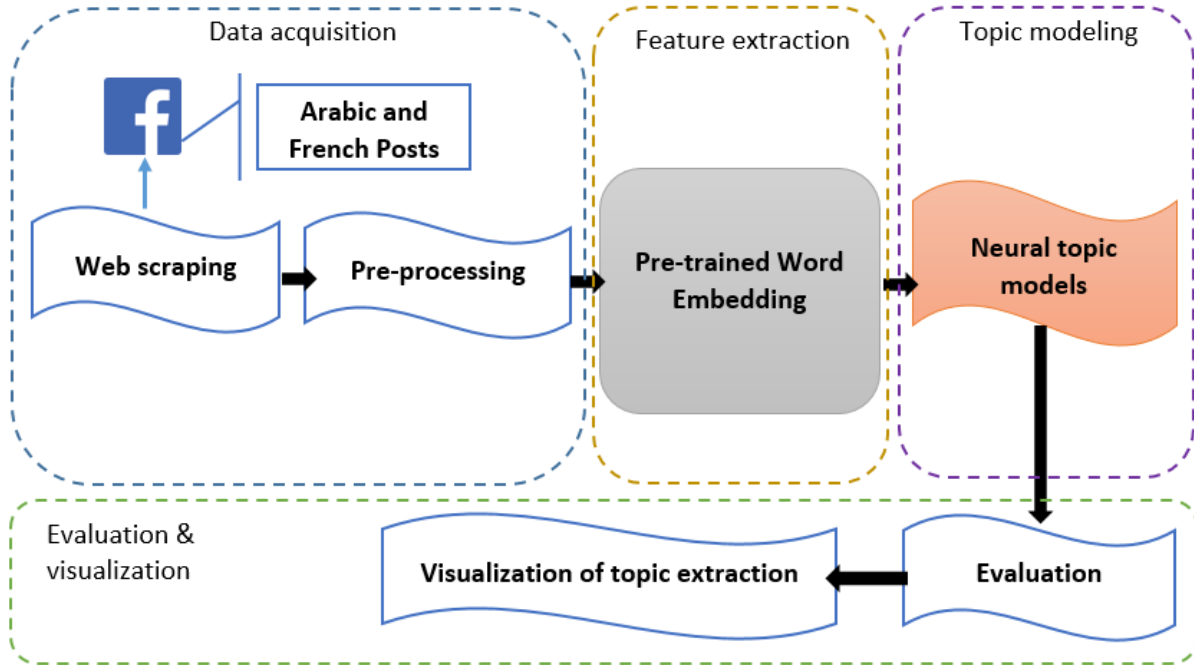 Data acquisition
Feature extraction
Topic modeling
f
Arabic and
French Posts
Web scraping
Pre-processing
Pre-trained Word
Embedding
Neural topic
models
Evaluation &
visualization
Visualization of topic extraction
Evaluation